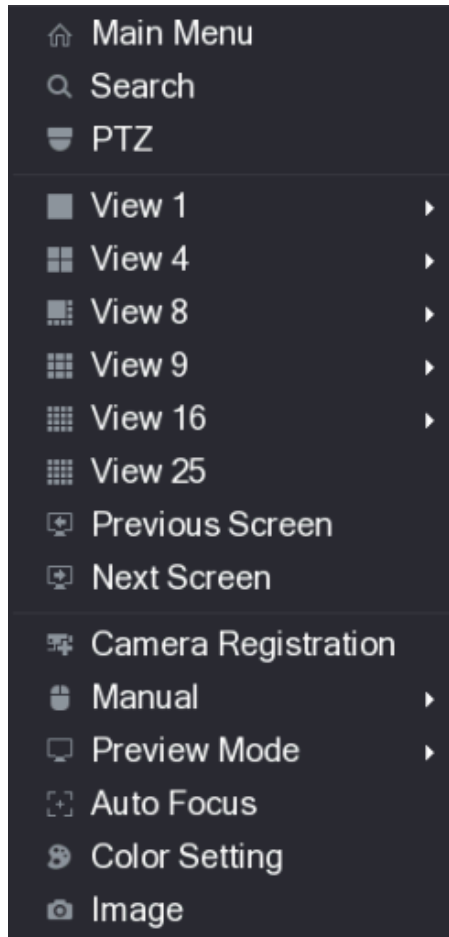 Main Menu
Search
PTZ
View 1
View 4
View 8
View 9
View 16
View 25
Previous Screen
Next Screen
Camera Registration
Manual
Preview Mode
Auto Focus
Color Setting
Image